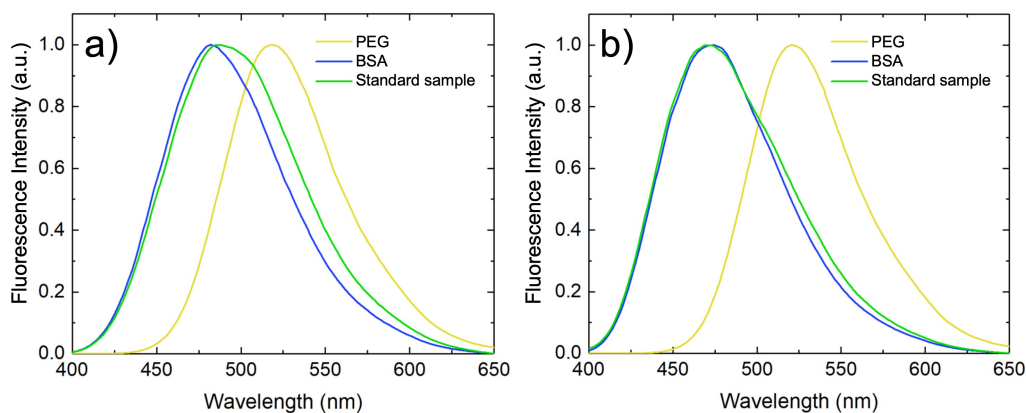 a)
PEG
BSA
Standard sample
Fluorescence Intensity (a.u.)
1.0
0.8
0.6
0.4
0.2
0.0
400 450 500 550 600 650
Wavelength (nm)
b)
PEG
BSA
Standard sample
Fluorescence Intensity (a.u.)
1.0
0.8
0.6
0.4
0.2
0.0
400 450 500 550 600 650
Wavelength (nm)